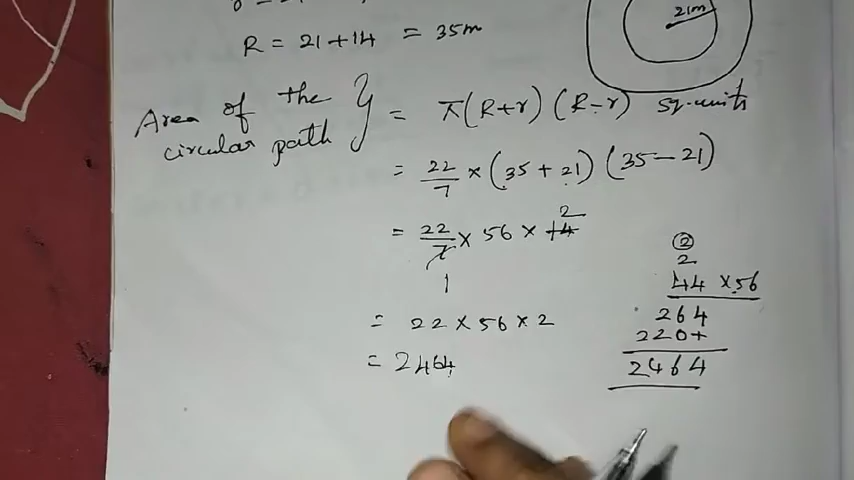 R = 21 + 14 = 35m
21m
Area of the circular path } = π(R+r) (R-r) sq.units
= 22/7 × (35 + 21) (35 - 21)
= 22/7 × 56 × 14 2
1
= 22 × 56 × 2
= 2464
2
2
44 × 56
264
220+
2464